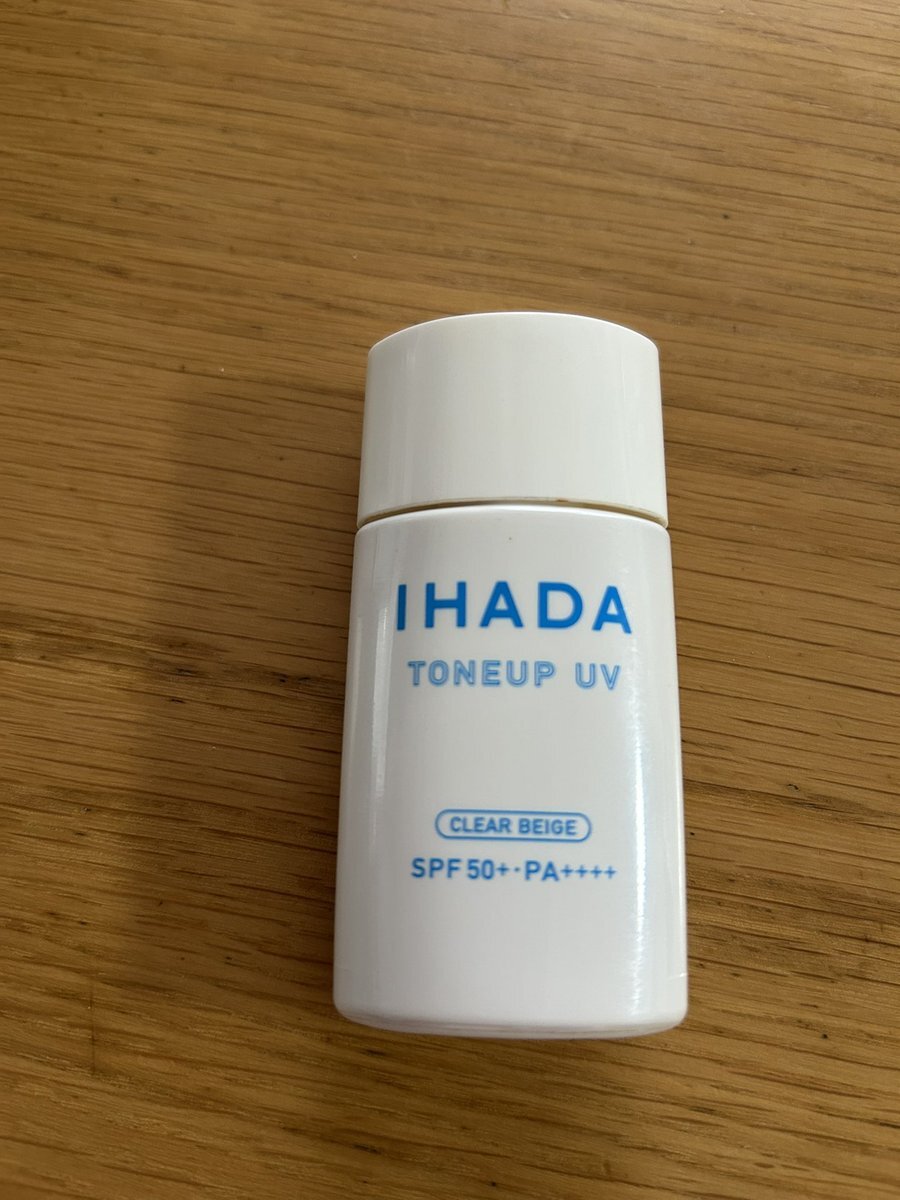 IHADA
TONEUP UV
CLEAR BEIGE
SPF50+・PA++++